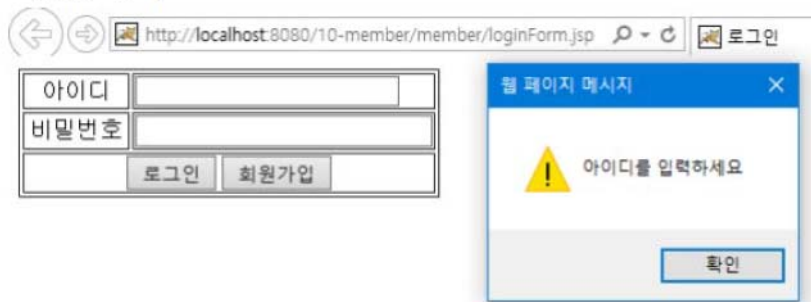 http://localhost:8080/10-member/member/loginForm.jsp
로그인
아이디
비밀번호
로그인 회원가입
웹 페이지 메시지
아이디를 입력하세요
확인